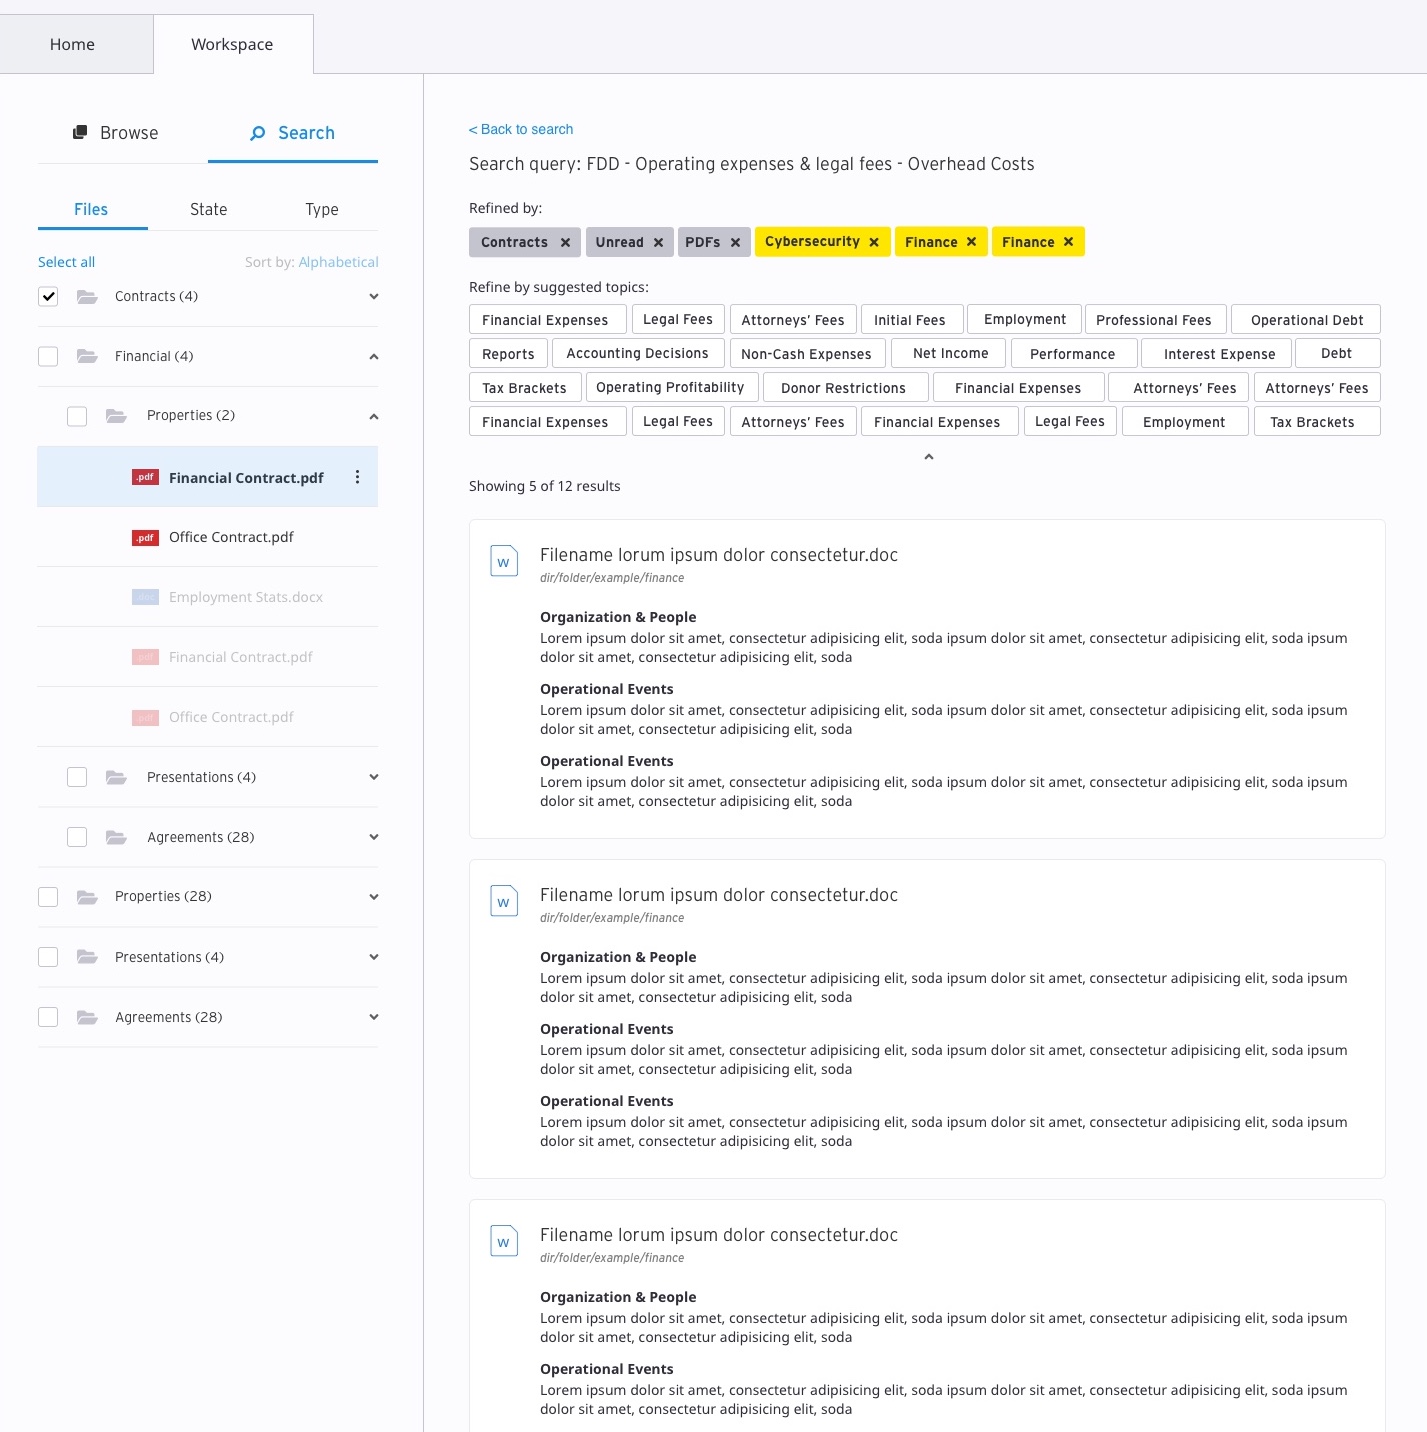 Home
Workspace
Browse
Search
Files
State
Type
Select all
Sort by: Alphabetical
Contracts (4)
Financial (4)
Properties (2)
.pdf Financial Contract.pdf
.pdf Office Contract.pdf
.doc Employment Stats.docx
.pdf Financial Contract.pdf
.pdf Office Contract.pdf
Presentations (4)
Agreements (28)
Properties (28)
Presentations (4)
Agreements (28)
< Back to search
Search query: FDD - Operating expenses & legal fees - Overhead Costs
Refined by:
Contracts × Unread × PDFs × Cybersecurity × Finance × Finance ×
Refine by suggested topics:
Financial Expenses Legal Fees Attorneys’ Fees Initial Fees Employment Professional Fees Operational Debt
Reports Accounting Decisions Non-Cash Expenses Net Income Performance Interest Expense Debt
Tax Brackets Operating Profitability Donor Restrictions Financial Expenses Attorneys’ Fees Attorneys’ Fees
Financial Expenses Legal Fees Attorneys’ Fees Financial Expenses Legal Fees Employment Tax Brackets
Showing 5 of 12 results
W Filename lorum ipsum dolor consectetur.doc
dir/folder/example/finance
Organization & People
Lorem ipsum dolor sit amet, consectetur adipisicing elit, soda ipsum dolor sit amet, consectetur adipisicing elit, soda ipsum
dolor sit amet, consectetur adipisicing elit, soda
Operational Events
Lorem ipsum dolor sit amet, consectetur adipisicing elit, soda ipsum dolor sit amet, consectetur adipisicing elit, soda ipsum
dolor sit amet, consectetur adipisicing elit, soda
Operational Events
Lorem ipsum dolor sit amet, consectetur adipisicing elit, soda ipsum dolor sit amet, consectetur adipisicing elit, soda ipsum
dolor sit amet, consectetur adipisicing elit, soda
W Filename lorum ipsum dolor consectetur.doc
dir/folder/example/finance
Organization & People
Lorem ipsum dolor sit amet, consectetur adipisicing elit, soda ipsum dolor sit amet, consectetur adipisicing elit, soda ipsum
dolor sit amet, consectetur adipisicing elit, soda
Operational Events
Lorem ipsum dolor sit amet, consectetur adipisicing elit, soda ipsum dolor sit amet, consectetur adipisicing elit, soda ipsum
dolor sit amet, consectetur adipisicing elit, soda
Operational Events
Lorem ipsum dolor sit amet, consectetur adipisicing elit, soda ipsum dolor sit amet, consectetur adipisicing elit, soda ipsum
dolor sit amet, consectetur adipisicing elit, soda
W Filename lorum ipsum dolor consectetur.doc
dir/folder/example/finance
Organization & People
Lorem ipsum dolor sit amet, consectetur adipisicing elit, soda ipsum dolor sit amet, consectetur adipisicing elit, soda ipsum
dolor sit amet, consectetur adipisicing elit, soda
Operational Events
Lorem ipsum dolor sit amet, consectetur adipisicing elit, soda ipsum dolor sit amet, consectetur adipisicing elit, soda ipsum
dolor sit amet, consectetur adipisicing elit, soda